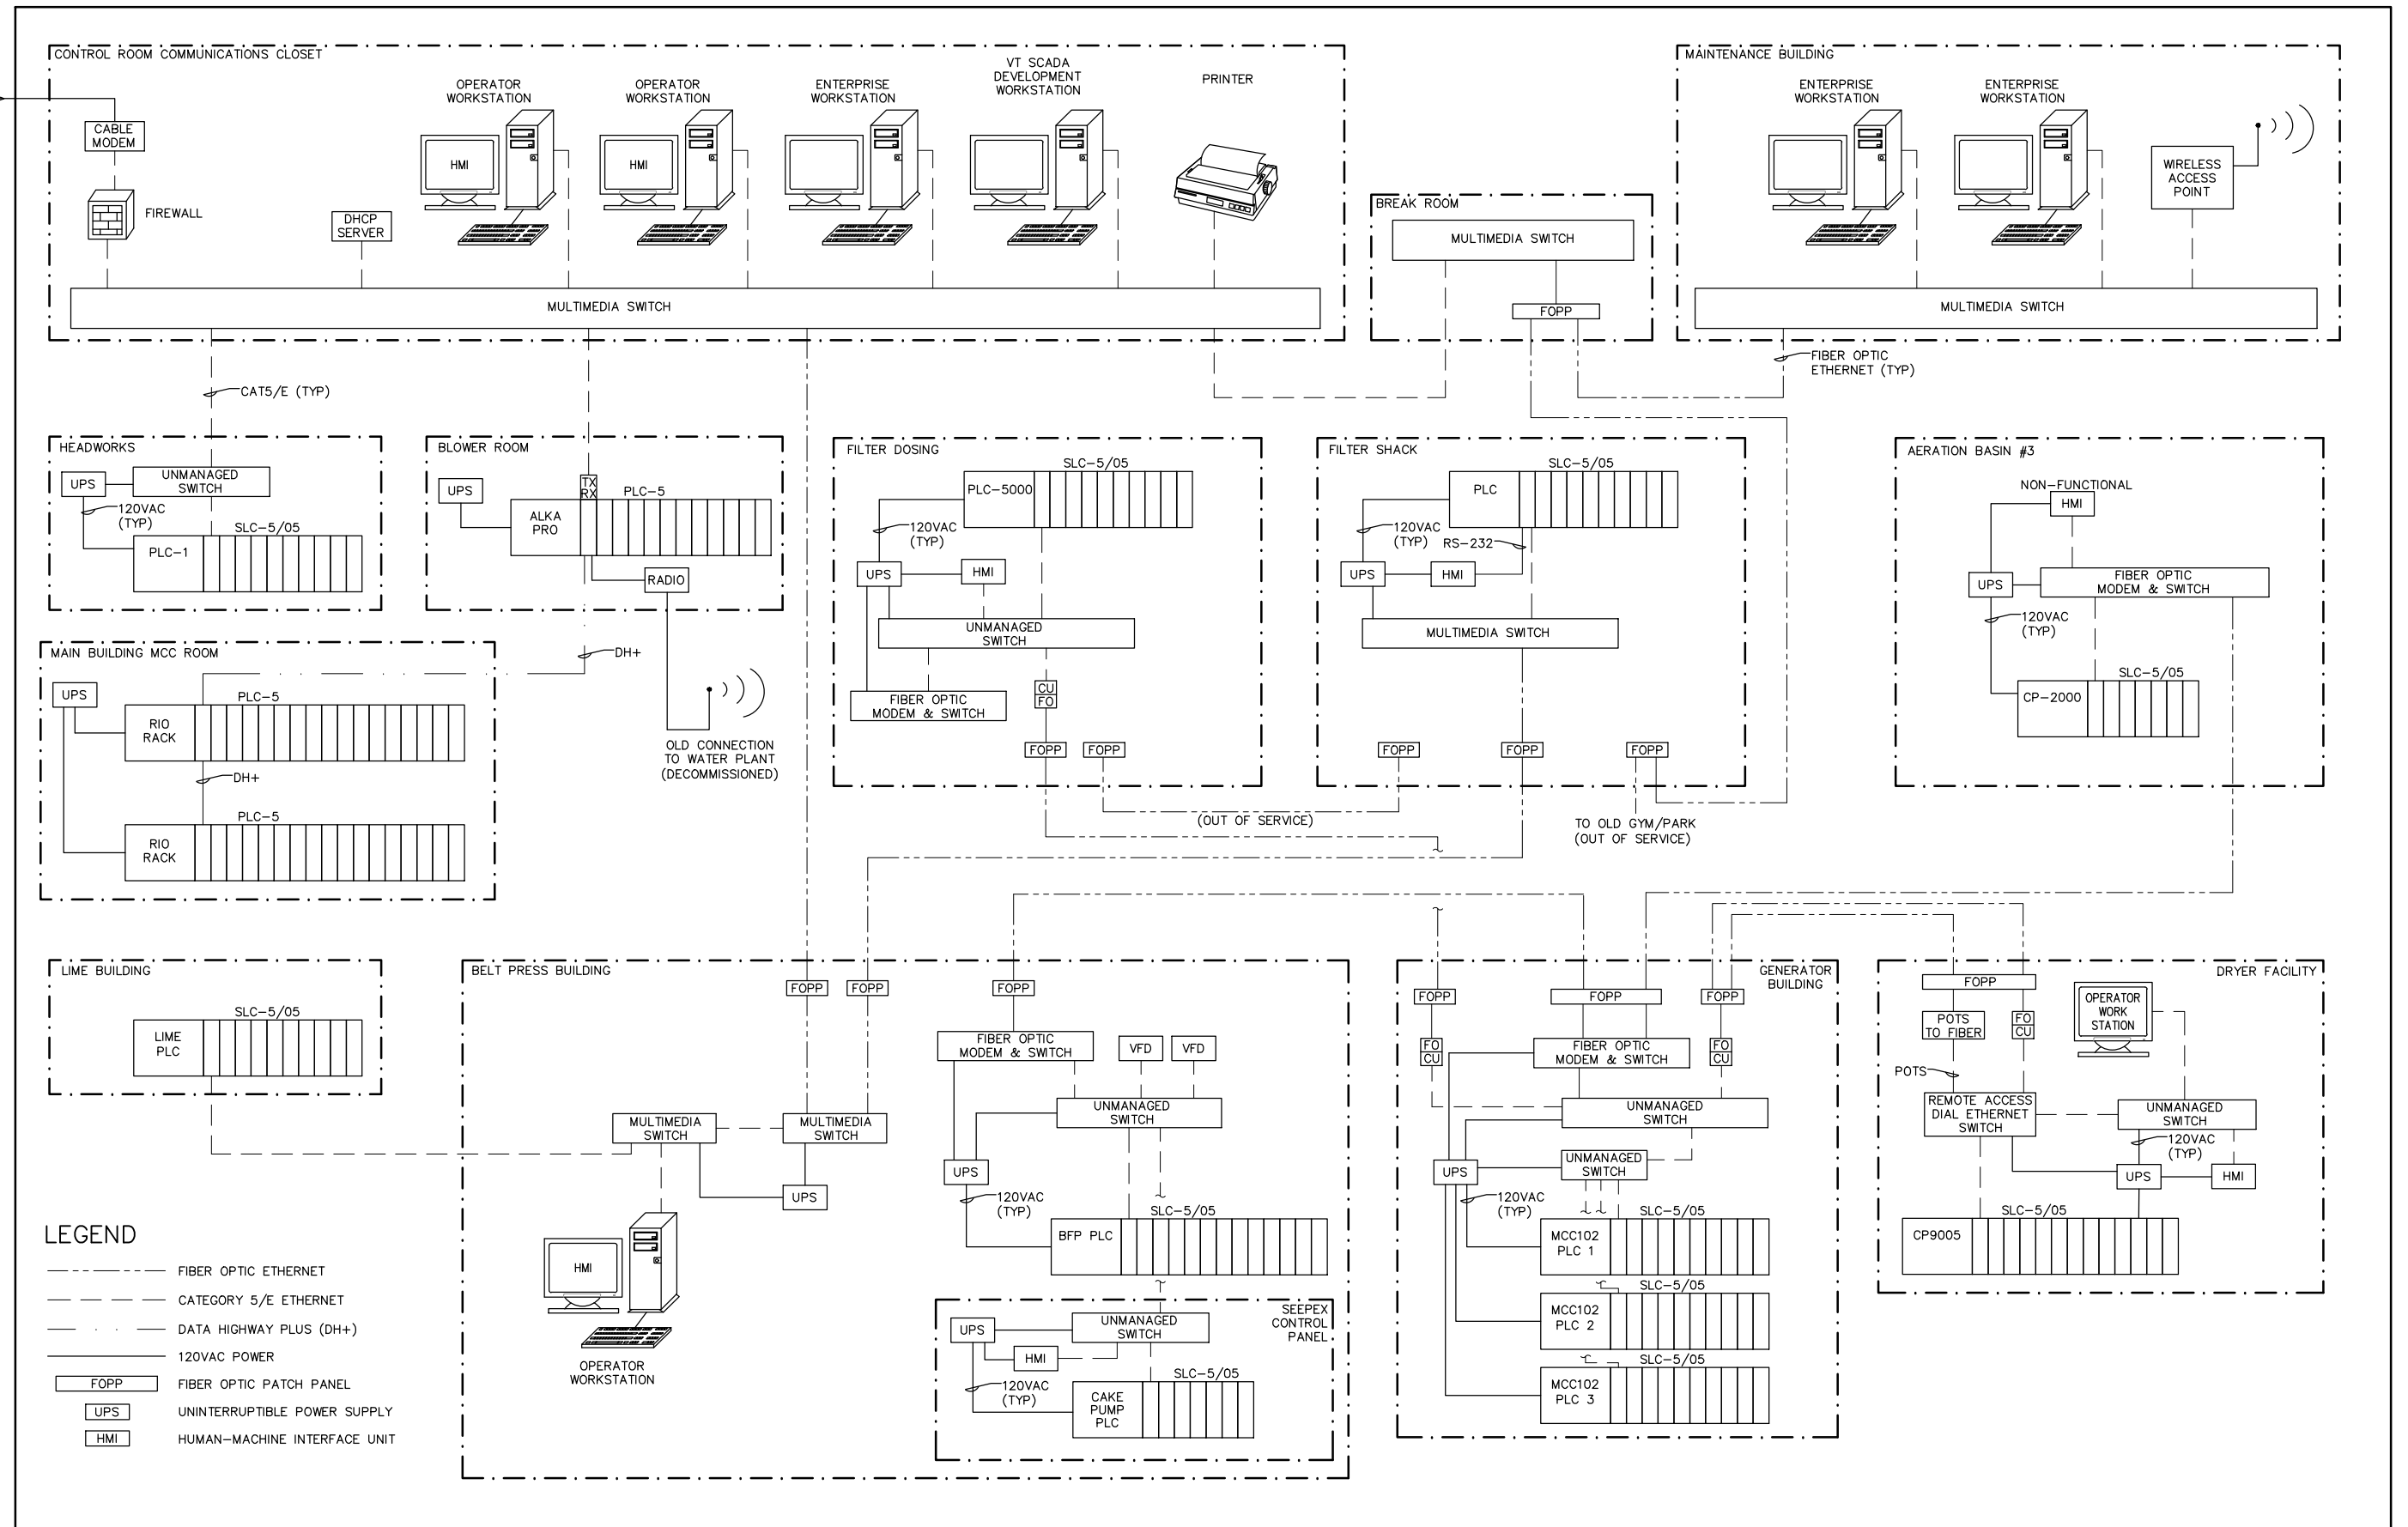 CONTROL ROOM COMMUNICATIONS CLOSET
CABLE
MODEM
FIREWALL
DHCP
SERVER
OPERATOR
WORKSTATION
HMI
OPERATOR
WORKSTATION
HMI
ENTERPRISE
WORKSTATION
VT SCADA
DEVELOPMENT
WORKSTATION
PRINTER
MULTIMEDIA SWITCH
BREAK ROOM
MULTIMEDIA SWITCH
FOPP
MAINTENANCE BUILDING
ENTERPRISE
WORKSTATION
ENTERPRISE
WORKSTATION
WIRELESS
ACCESS
POINT
MULTIMEDIA SWITCH
FIBER OPTIC
ETHERNET (TYP)
CAT5/E (TYP)
HEADWORKS
UPS
UNMANAGED
SWITCH
120VAC
(TYP)
SLC-5/05
PLC-1
BLOWER ROOM
UPS
TX
RX
PLC-5
ALKA
PRO
RADIO
DH+
OLD CONNECTION
TO WATER PLANT
(DECOMMISSIONED)
MAIN BUILDING MCC ROOM
UPS
PLC-5
RIO
RACK
DH+
PLC-5
RIO
RACK
FILTER DOSING
SLC-5/05
PLC-5000
120VAC
(TYP)
UPS
HMI
UNMANAGED
SWITCH
CU
FO
FIBER OPTIC
MODEM & SWITCH
FOPP
FOPP
(OUT OF SERVICE)
FILTER SHACK
SLC-5/05
PLC
120VAC
(TYP)
RS-232
UPS
HMI
MULTIMEDIA SWITCH
FOPP
FOPP
FOPP
TO OLD GYM/PARK
(OUT OF SERVICE)
AERATION BASIN #3
NON-FUNCTIONAL
HMI
UPS
FIBER OPTIC
MODEM & SWITCH
120VAC
(TYP)
SLC-5/05
CP-2000
LIME BUILDING
SLC-5/05
LIME
PLC
BELT PRESS BUILDING
FOPP
FOPP
FOPP
FIBER OPTIC
MODEM & SWITCH
VFD
VFD
UNMANAGED
SWITCH
MULTIMEDIA
SWITCH
MULTIMEDIA
SWITCH
UPS
UPS
120VAC
(TYP)
SLC-5/05
BFP PLC
HMI
OPERATOR
WORKSTATION
SEEPEX
CONTROL
PANEL
UPS
UNMANAGED
SWITCH
HMI
120VAC
(TYP)
SLC-5/05
CAKE
PUMP
PLC
GENERATOR
BUILDING
FOPP
FOPP
FOPP
FO
CU
FIBER OPTIC
MODEM & SWITCH
FO
CU
UNMANAGED
SWITCH
UPS
UNMANAGED
SWITCH
120VAC
(TYP)
SLC-5/05
MCC102
PLC 1
SLC-5/05
MCC102
PLC 2
SLC-5/05
MCC102
PLC 3
DRYER FACILITY
FOPP
POTS
TO FIBER
FO
CU
OPERATOR
WORK
STATION
POTS
REMOTE ACCESS
DIAL ETHERNET
SWITCH
UNMANAGED
SWITCH
120VAC
(TYP)
UPS
HMI
SLC-5/05
CP9005
LEGEND
FIBER OPTIC ETHERNET
CATEGORY 5/E ETHERNET
DATA HIGHWAY PLUS (DH+)
120VAC POWER
FOPP FIBER OPTIC PATCH PANEL
UPS UNINTERRUPTIBLE POWER SUPPLY
HMI HUMAN-MACHINE INTERFACE UNIT